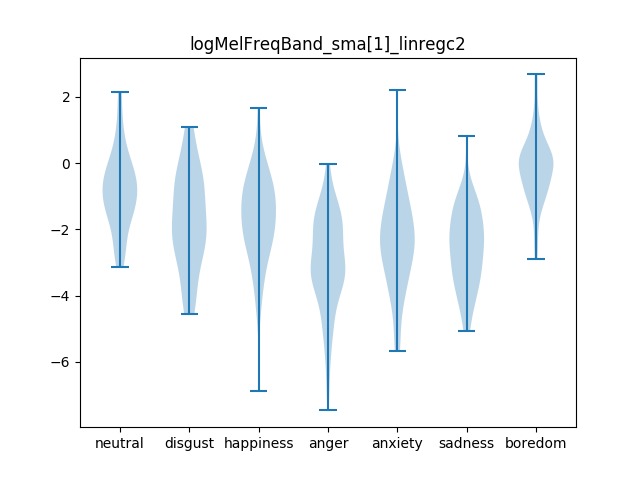 logMelFreqBand_sma[1]_linregc2
2
0
−2
−4
−6
neutral disgust happiness anger anxiety sadness boredom